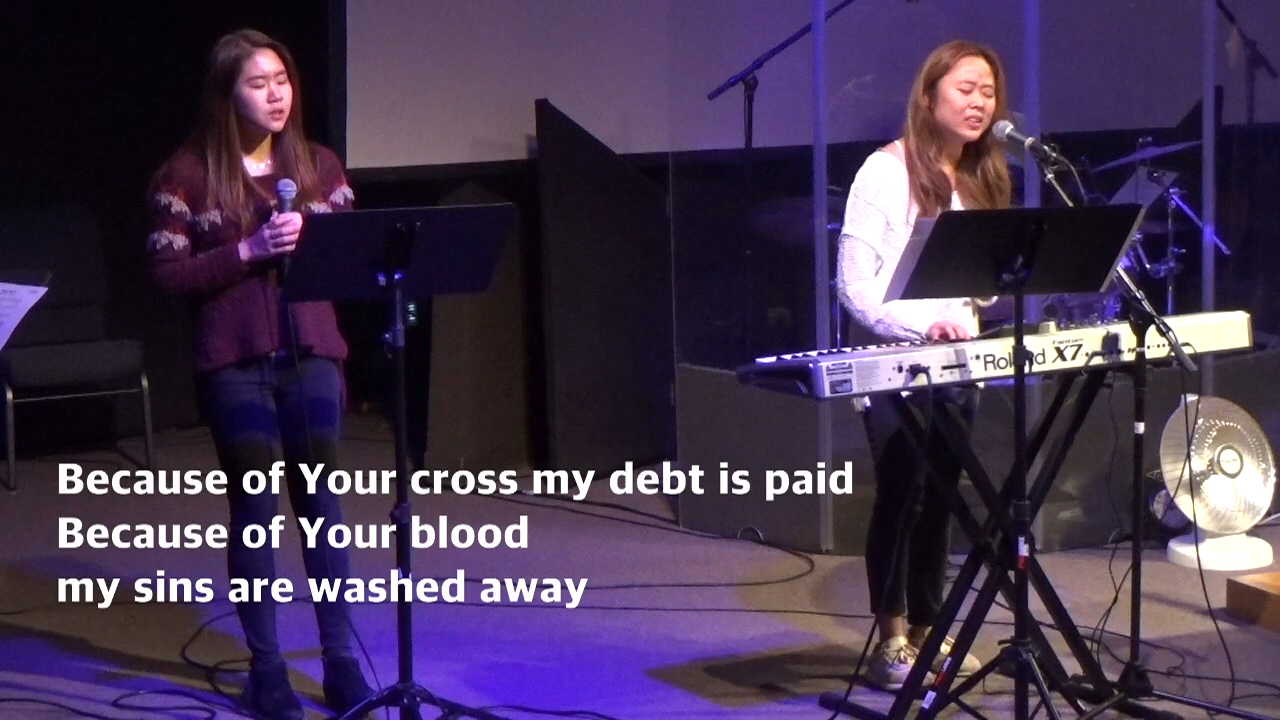 Because of Your cross my debt is paid
Because of Your blood
my sins are washed away
Roland X7